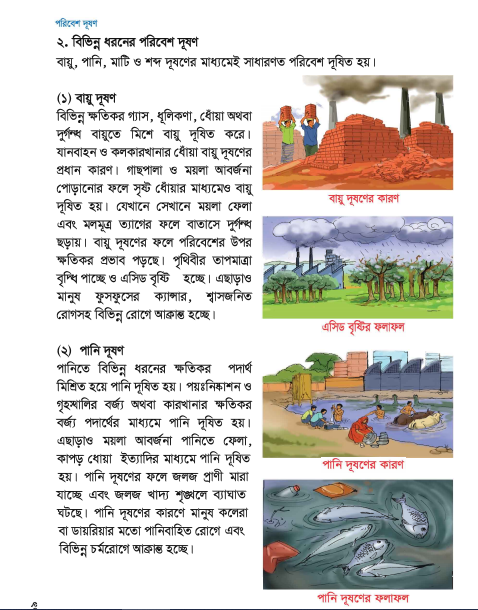 পরিবেশ দূষণ
২. বিভিন্ন ধরনের পরিবেশ দূষণ
বায়ু, পানি, মাটি ও শব্দ দূষণের মাধ্যমেই সাধারণত পরিবেশ দূষিত হয়।
(১) বায়ু দূষণ
বিভিন্ন ক্ষতিকর গ্যাস, ধূলিকণা, ধোঁয়া অথবা
দুর্গন্ধ বায়ুতে মিশে বায়ু দূষিত করে।
যানবাহন ও কলকারখানার ধোঁয়া বায়ু দূষণের
প্রধান কারণ। গাছপালা ও ময়লা আবর্জনা
পোড়ানোর ফলে সৃষ্ট ধোঁয়ার মাধ্যমেও বায়ু
দূষিত হয়। যেখানে সেখানে ময়লা ফেলা
এবং মলমূত্র ত্যাগের ফলে বাতাসে দুর্গন্ধ
ছড়ায়। বায়ু দূষণের ফলে পরিবেশের উপর
ক্ষতিকর প্রভাব পড়ছে। পৃথিবীর তাপমাত্রা
বৃদ্ধি পাচ্ছে ও এসিড বৃষ্টি হচ্ছে। এছাড়াও
মানুষ ফুসফুসের ক্যান্সার, শ্বাসজনিত
রোগসহ বিভিন্ন রোগে আক্রান্ত হচ্ছে।
বায়ু দূষণের কারণ
এসিড বৃষ্টির ফলাফল
(২) পানি দূষণ
পানিতে বিভিন্ন ধরনের ক্ষতিকর পদার্থ
মিশ্রিত হয়ে পানি দূষিত হয়। পয়ঃনিষ্কাশন ও
গৃহস্থালির বর্জ্য অথবা কারখানার ক্ষতিকর
বর্জ্য পদার্থের মাধ্যমে পানি দূষিত হয়।
এছাড়াও ময়লা আবর্জনা পানিতে ফেলা,
কাপড় ধোয়া ইত্যাদির মাধ্যমে পানি দূষিত
হয়। পানি দূষণের ফলে জলজ প্রাণী মারা
যাচ্ছে এবং জলজ খাদ্য শৃঙ্খলে ব্যাঘাত
ঘটছে। পানি দূষণের কারণে মানুষ কলেরা
বা ডায়রিয়ার মতো পানিবাহিত রোগে এবং
বিভিন্ন চর্মরোগে আক্রান্ত হচ্ছে।
পানি দূষণের কারণ
পানি দূষণের ফলাফল